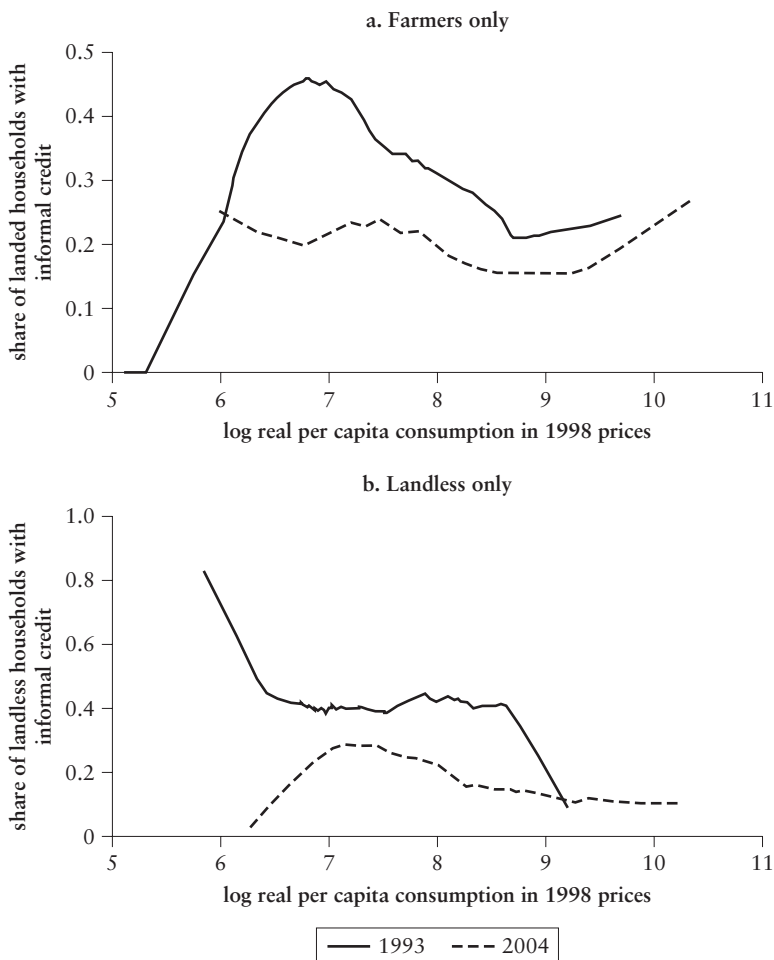 a. Farmers only
share of landed households with
informal credit
0.5
0.4
0.3
0.2
0.1
0
5 6 7 8 9 10 11
log real per capita consumption in 1998 prices
b. Landless only
share of landless households with
informal credit
1.0
0.8
0.6
0.4
0.2
0
5 6 7 8 9 10 11
log real per capita consumption in 1998 prices
1993 2004